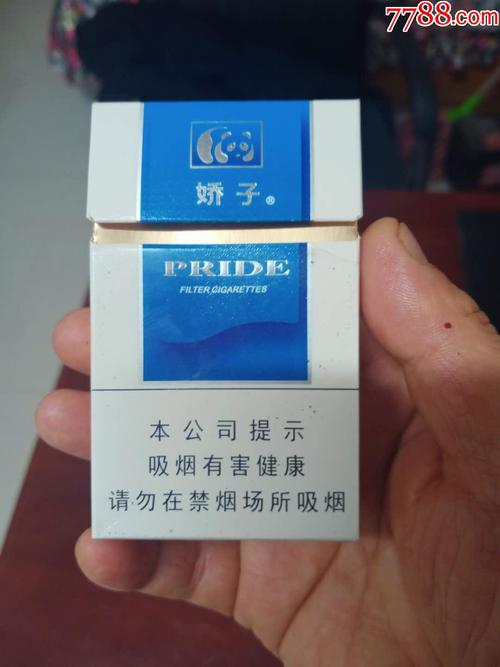 7788.com
娇子®
PRIDE
FILTER CIGARETTES
本公司提示
吸烟有害健康
请勿在禁烟场所吸烟